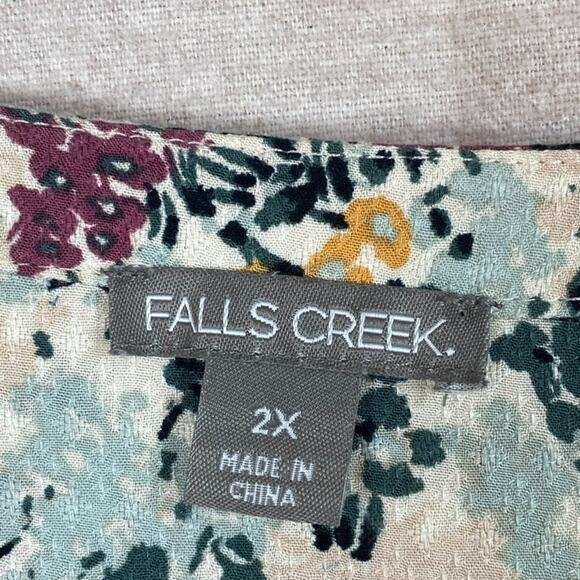 FALLS CREEK.
2X
MADE IN
CHINA